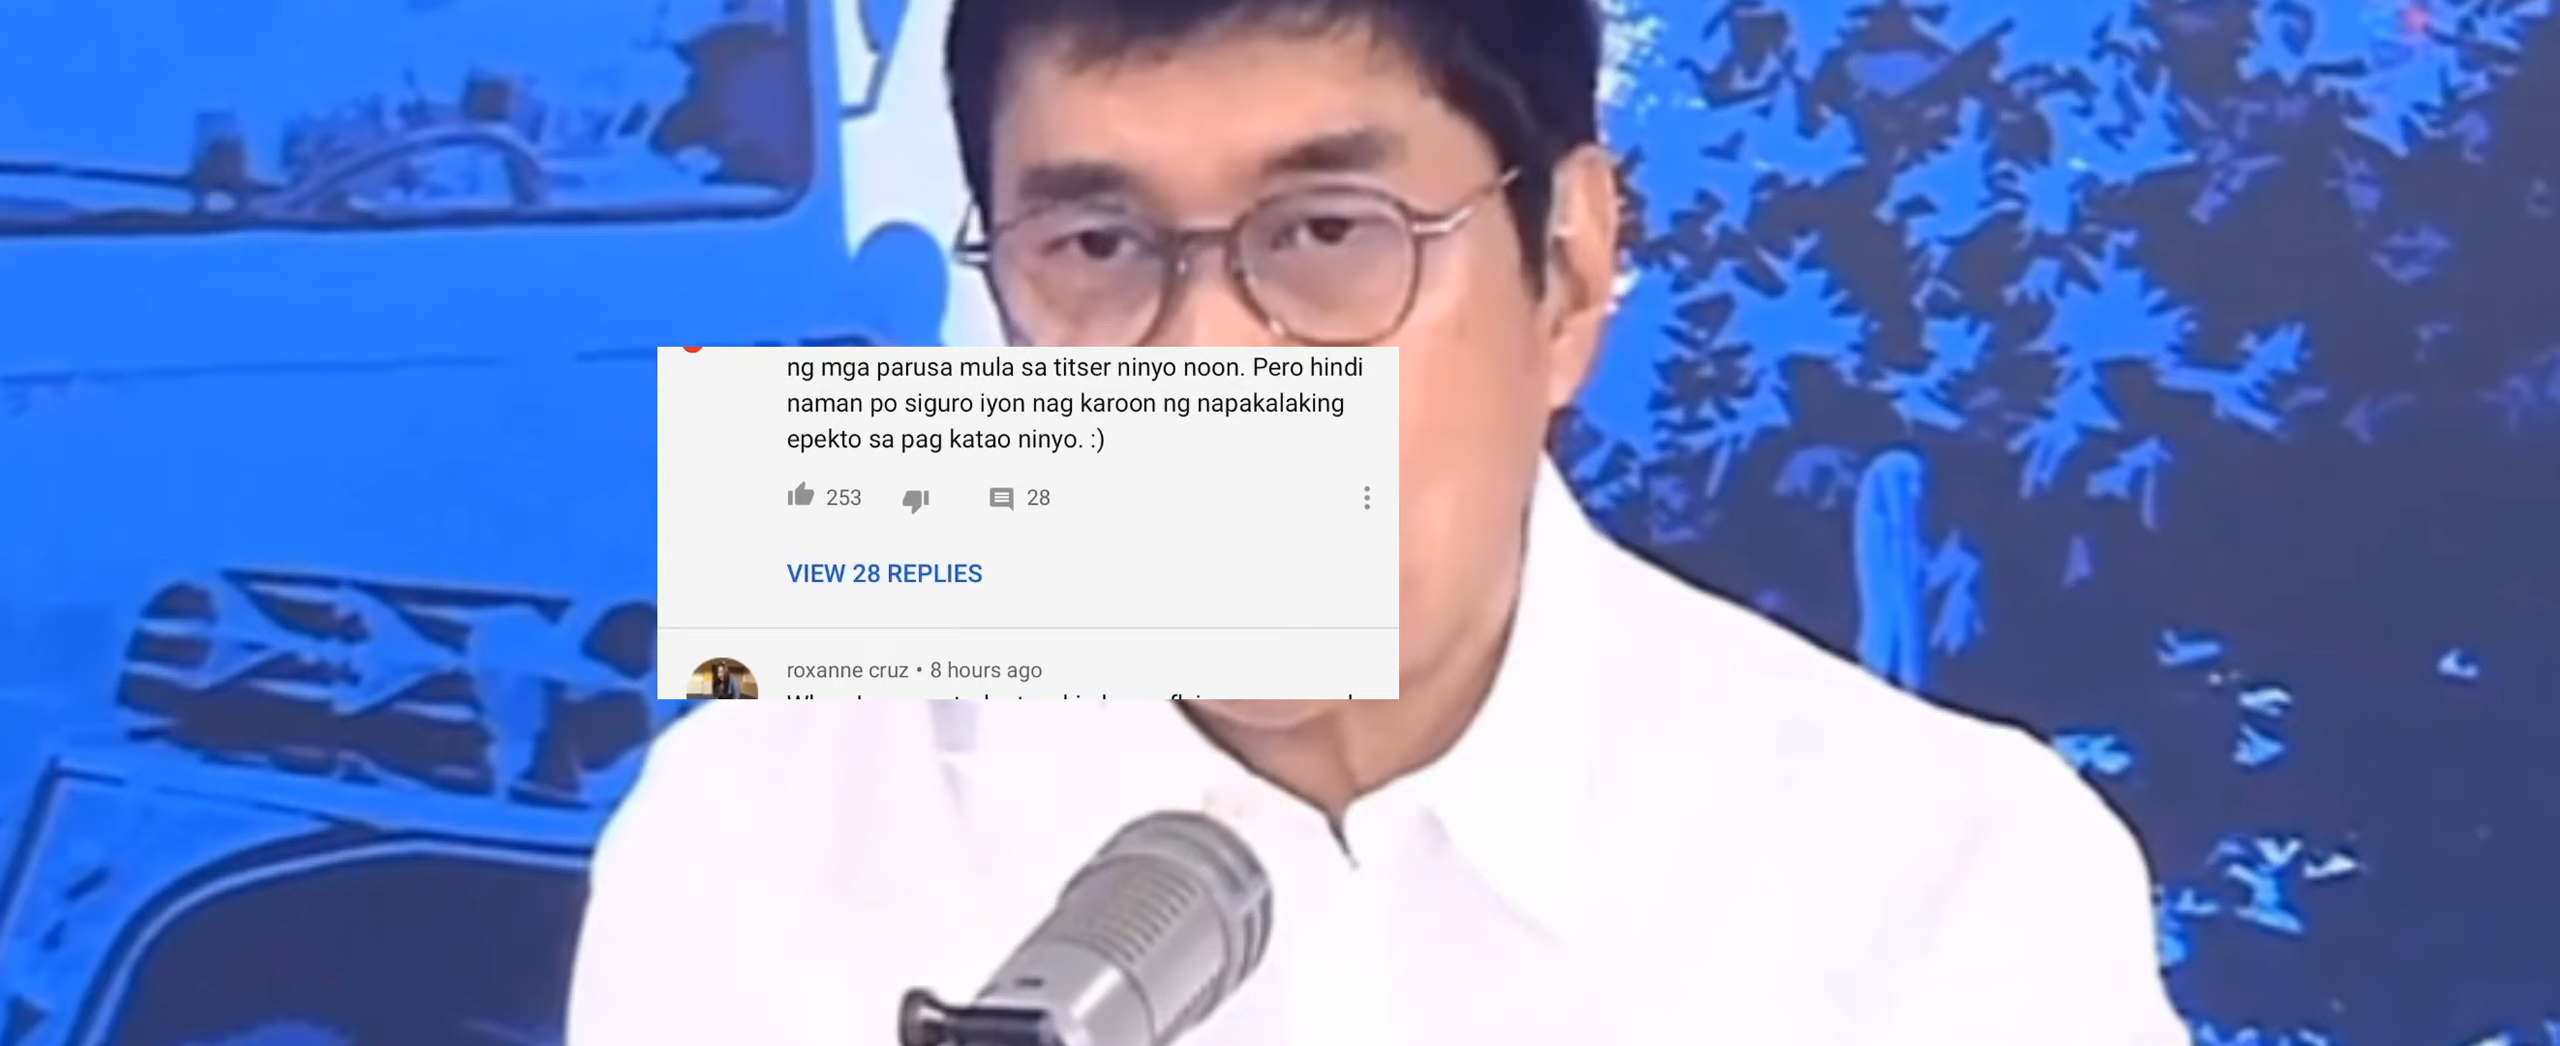 ng mga parusa mula sa titser ninyo noon. Pero hindi
naman po siguro iyon nag karoon ng napakalaking
epekto sa pag katao ninyo. :)
253
28
VIEW 28 REPLIES
roxanne cruz • 8 hours ago